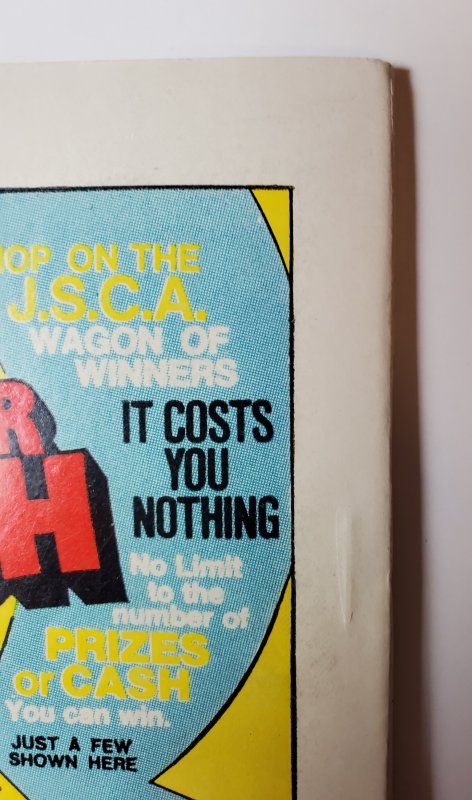 HOP ON THE
J.S.C.A.
WAGON OF
WINNERS
R
IT COSTS
YOU
NOTHING
H
No Limit
to the
number of
PRIZES
or CASH
You can win.
JUST A FEW
SHOWN HERE